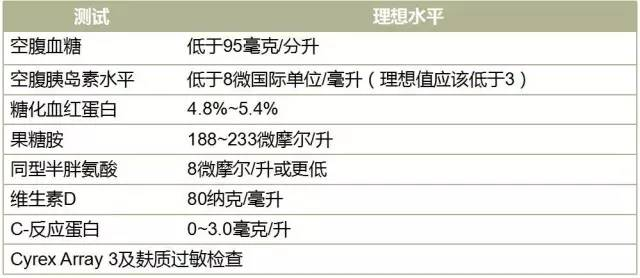 测试 理想水平
空腹血糖 低于95毫克/分升
空腹胰岛素水平 低于8微国际单位/毫升（理想值应该低于3）
糖化血红蛋白 4.8%~5.4%
果糖胺 188~233微摩尔/升
同型半胱氨酸 8微摩尔/升或更低
维生素D 80纳克/毫升
C-反应蛋白 0~3.0毫克/升
Cyrex Array 3及麸质过敏检查